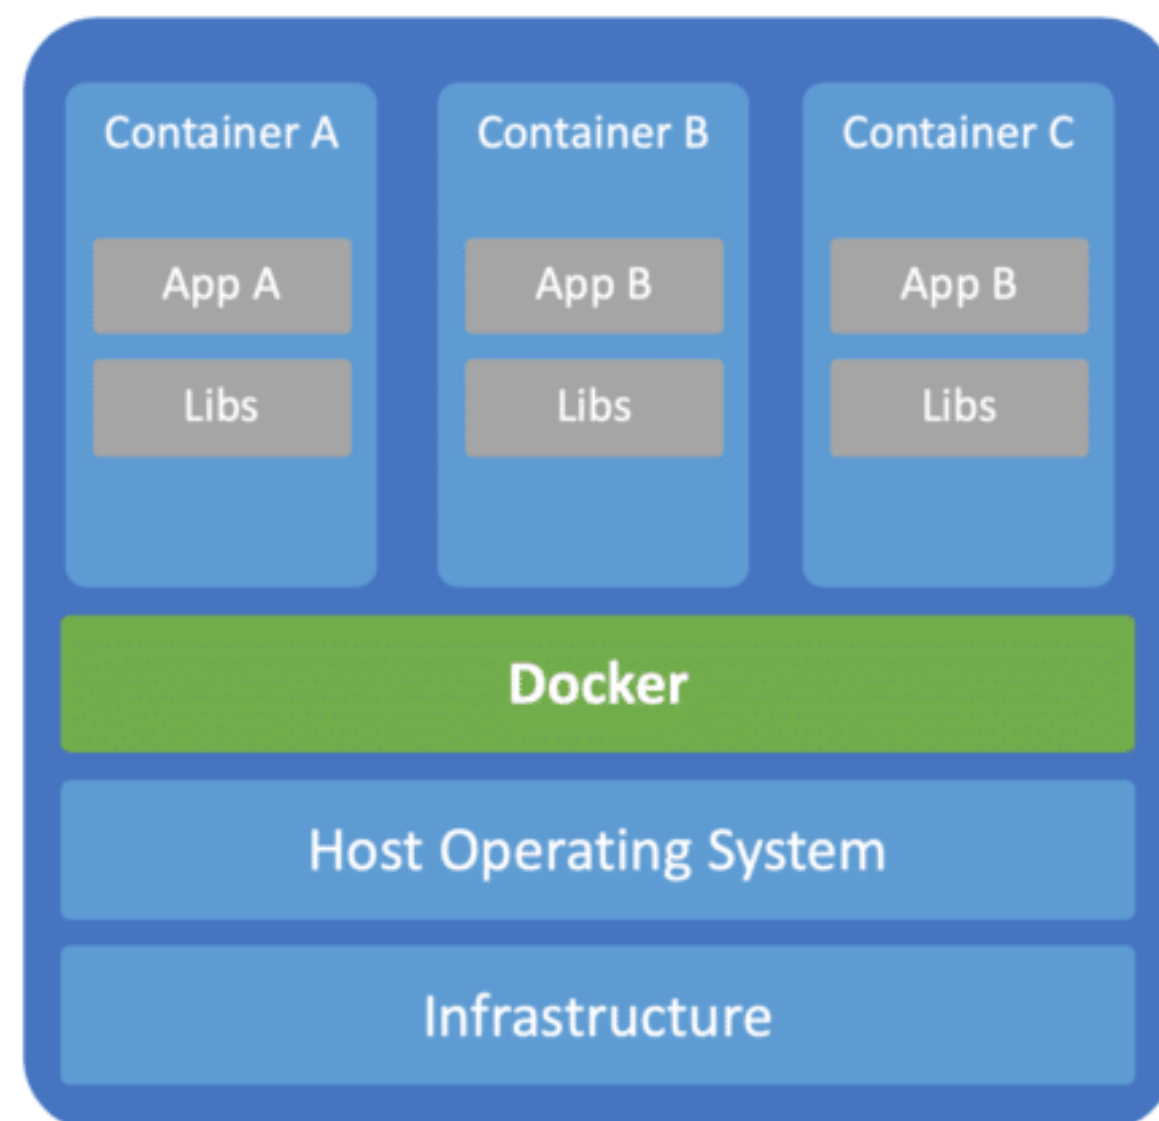 Container A
Container B
Container C
App A
App B
App B
Libs
Libs
Libs
Docker
Host Operating System
Infrastructure